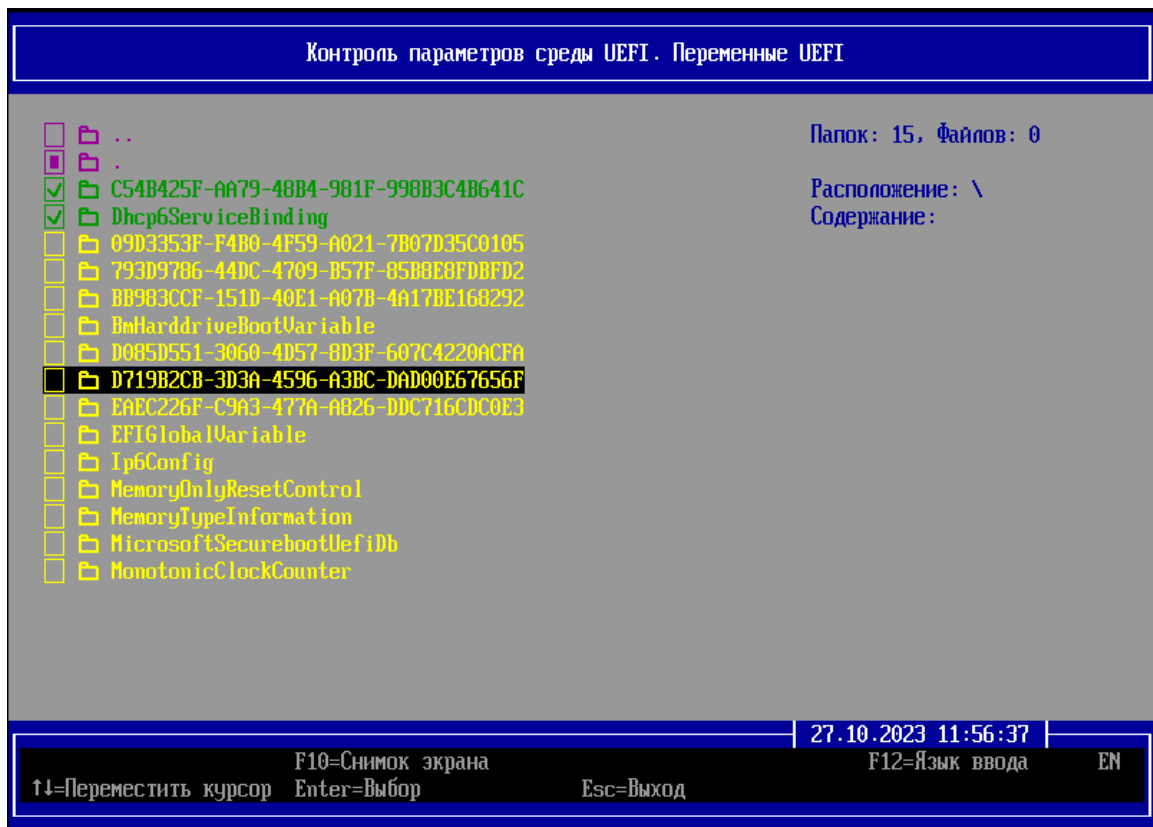 Контроль параметров среды UEFI. Переменные UEFI
..
.
C54B425F-AA79-48B4-981F-998B3C4B641C
Dhcp6ServiceBinding
09D3353F-F4B0-4F59-A021-7B07D35C0105
793D9786-44DC-4709-B57F-85B8E8FDBFD2
BB983CCF-151D-40E1-A07B-4A17BE168292
BmHarddriveBootVariable
D085D551-3060-4D57-8D3F-607C4220ACFA
D719B2CB-3D3A-4596-A3BC-DAD00E67656F
EAEC226F-C9A3-477A-A826-DDC716CDC0E3
EFIGlobalVariable
Ip6Config
MemoryOnlyResetControl
MemoryTypeInformation
MicrosoftSecurebootUefiDb
MonotonicClockCounter
Папок: 15, Файлов: 0
Расположение: \
Содержание:
27.10.2023 11:56:37
F10=Снимок экрана F12=Язык ввода EN
↑↓=Переместить курсор Enter=Выбор Esc=Выход